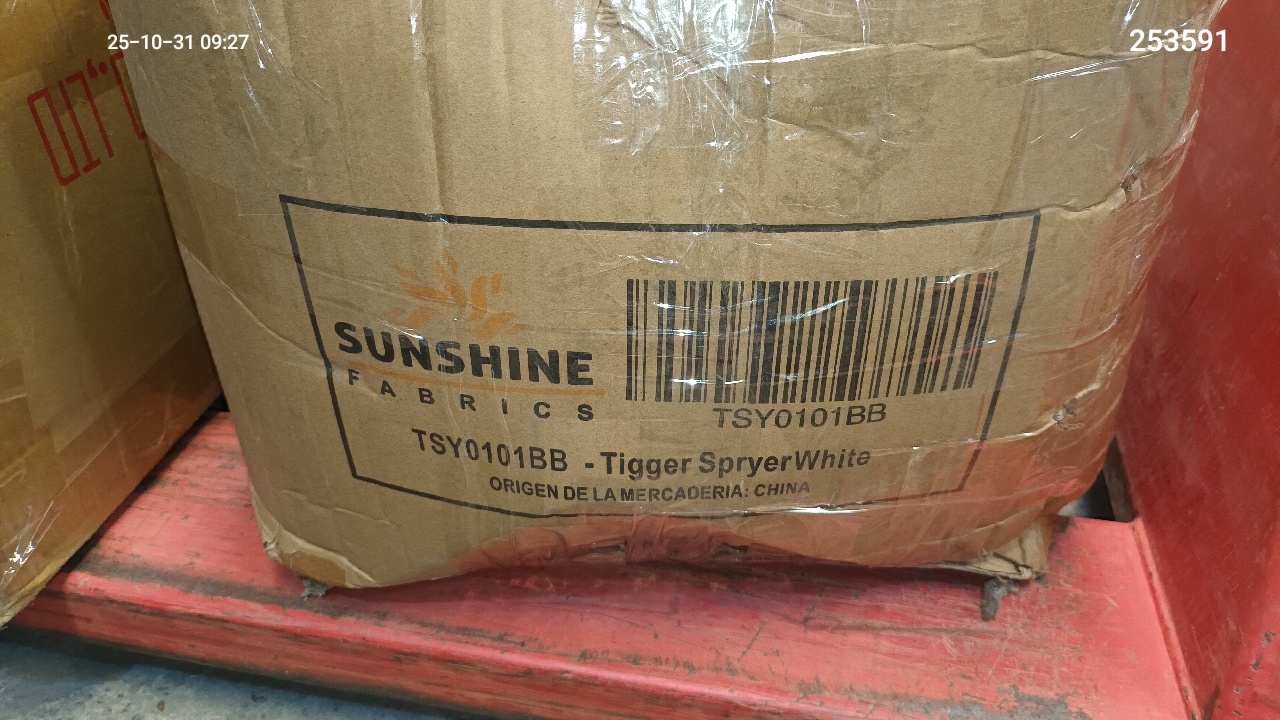 25-10-31 09:27
253591
SUNSHINE
FABRICS
TSY0101BB
TSY0101BB - Tigger SpryerWhite
ORIGEN DE LA MERCADERIA: CHINA